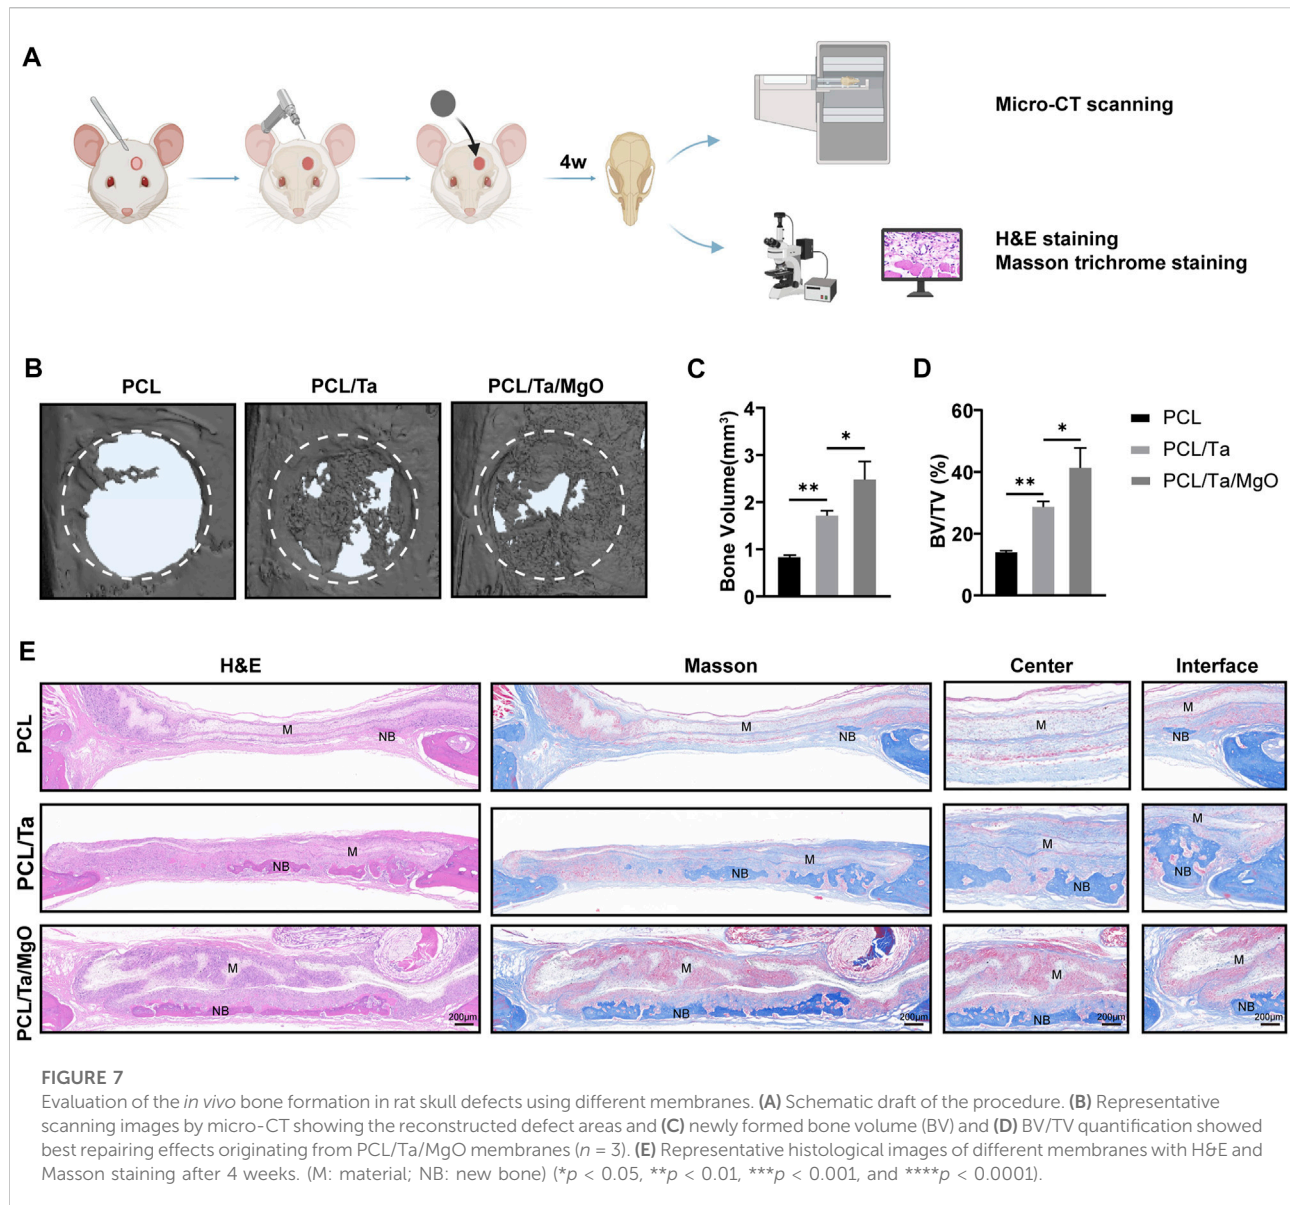 A
4w
Micro-CT scanning
H&E staining
Masson trichrome staining
B
PCL
PCL/Ta
PCL/Ta/MgO
C
Bone Volume(mm³)
4
3
2
1
0
**
*
D
BV/TV (%)
60
40
20
0
**
*
PCL
PCL/Ta
PCL/Ta/MgO
E
H&E
Masson
Center
Interface
PCL
M
NB
M
NB
M
M
NB
PCL/Ta
M
NB
M
NB
M
NB
M
NB
PCL/Ta/MgO
M
NB
200μm
M
NB
200μm
M
NB
200μm
M
NB
200μm
FIGURE 7
Evaluation of the in vivo bone formation in rat skull defects using different membranes. (A) Schematic draft of the procedure. (B) Representative
scanning images by micro-CT showing the reconstructed defect areas and (C) newly formed bone volume (BV) and (D) BV/TV quantification showed
best repairing effects originating from PCL/Ta/MgO membranes (n = 3). (E) Representative histological images of different membranes with H&E and
Masson staining after 4 weeks. (M: material; NB: new bone) (*p < 0.05, **p < 0.01, ***p < 0.001, and ****p < 0.0001).